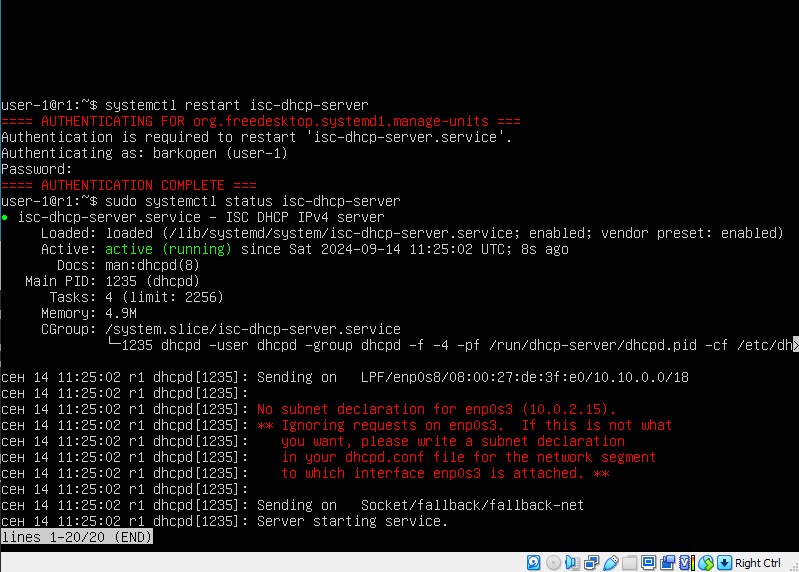 user-1@r1:~$ systemctl restart isc-dhcp-server
==== AUTHENTICATING FOR org.freedesktop.systemd1.manage-units ===
Authentication is required to restart 'isc-dhcp-server.service'.
Authenticating as: barkopen (user-1)
Password:
==== AUTHENTICATION COMPLETE ===
user-1@r1:~$ sudo systemctl status isc-dhcp-server
● isc-dhcp-server.service - ISC DHCP IPv4 server
     Loaded: loaded (/lib/systemd/system/isc-dhcp-server.service; enabled; vendor preset: enabled)
     Active: active (running) since Sat 2024-09-14 11:25:02 UTC; 8s ago
       Docs: man:dhcpd(8)
   Main PID: 1235 (dhcpd)
      Tasks: 4 (limit: 2256)
     Memory: 4.9M
     CGroup: /system.slice/isc-dhcp-server.service
             └─1235 dhcpd -user dhcpd -group dhcpd -f -4 -pf /run/dhcp-server/dhcpd.pid -cf /etc/dh>

сен 14 11:25:02 r1 dhcpd[1235]: Sending on   LPF/enp0s8/08:00:27:de:3f:e0/10.10.0.0/18
сен 14 11:25:02 r1 dhcpd[1235]:
сен 14 11:25:02 r1 dhcpd[1235]: No subnet declaration for enp0s3 (10.0.2.15).
сен 14 11:25:02 r1 dhcpd[1235]: ** Ignoring requests on enp0s3.  If this is not what
сен 14 11:25:02 r1 dhcpd[1235]:    you want, please write a subnet declaration
сен 14 11:25:02 r1 dhcpd[1235]:    in your dhcpd.conf file for the network segment
сен 14 11:25:02 r1 dhcpd[1235]:    to which interface enp0s3 is attached. **
сен 14 11:25:02 r1 dhcpd[1235]:
сен 14 11:25:02 r1 dhcpd[1235]: Sending on   Socket/fallback/fallback-net
сен 14 11:25:02 r1 dhcpd[1235]: Server starting service.
lines 1-20/20 (END)
Right Ctrl